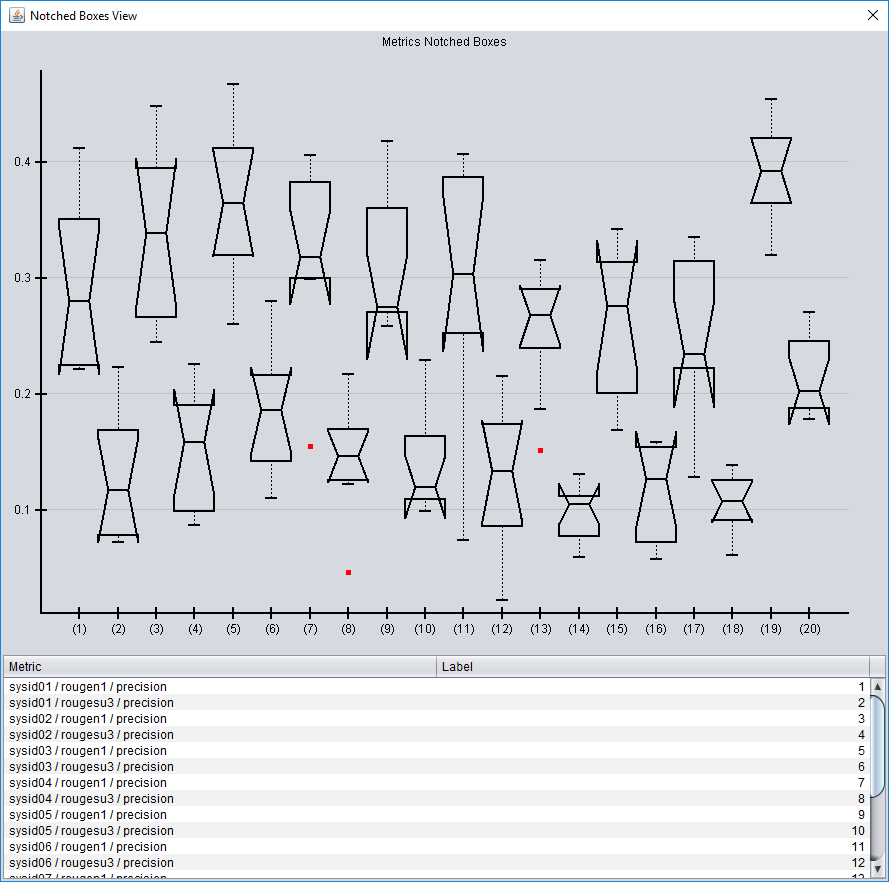 Notched Boxes View
Metrics Notched Boxes
0.4
0.3
0.2
0.1
(1) (2) (3) (4) (5) (6) (7) (8) (9) (10) (11) (12) (13) (14) (15) (16) (17) (18) (19) (20)
Metric Label
sysid01 / rougen1 / precision 1
sysid01 / rougesu3 / precision 2
sysid02 / rougen1 / precision 3
sysid02 / rougesu3 / precision 4
sysid03 / rougen1 / precision 5
sysid03 / rougesu3 / precision 6
sysid04 / rougen1 / precision 7
sysid04 / rougesu3 / precision 8
sysid05 / rougen1 / precision 9
sysid05 / rougesu3 / precision 10
sysid06 / rougen1 / precision 11
sysid06 / rougesu3 / precision 12
sysid07 / rougen1 / precision 13